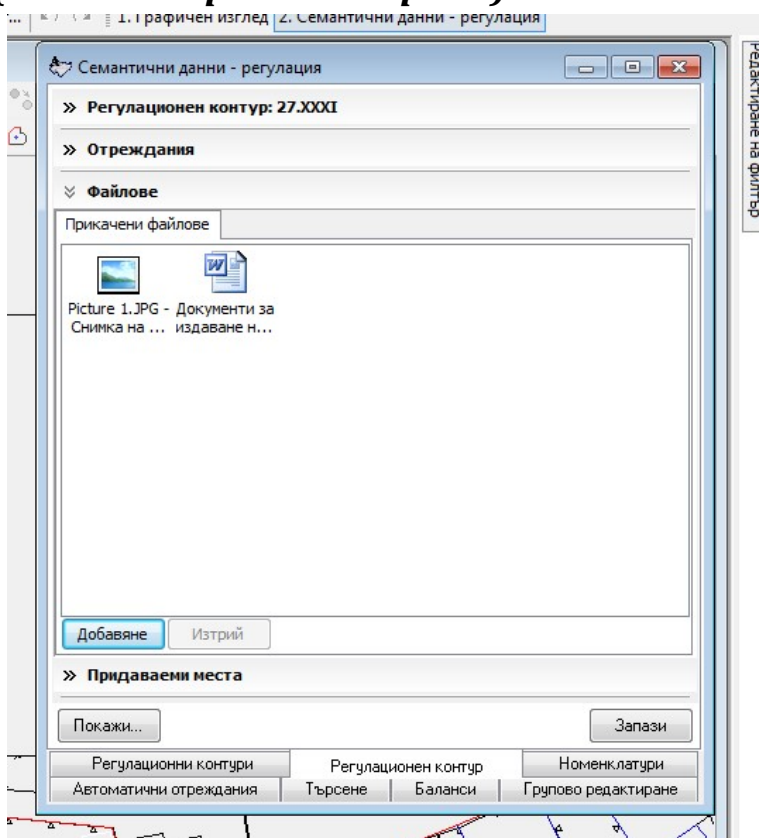 1. Графичен изглед 2. Семантични данни - регулация
Семантични данни - регулация
» Регулационен контур: 27.XXXI
» Отреждания
Файлове
Прикачени файлове
Picture 1.JPG - Документи за
Снимка на ... издаване н...
Добавяне Изтрий
» Придаваеми места
Покажи... Запази
Регулационни контури Регулационен контур Номенклатури
Автоматични отреждания Търсене Баланси Групово редактиране
Редактиране на филтър